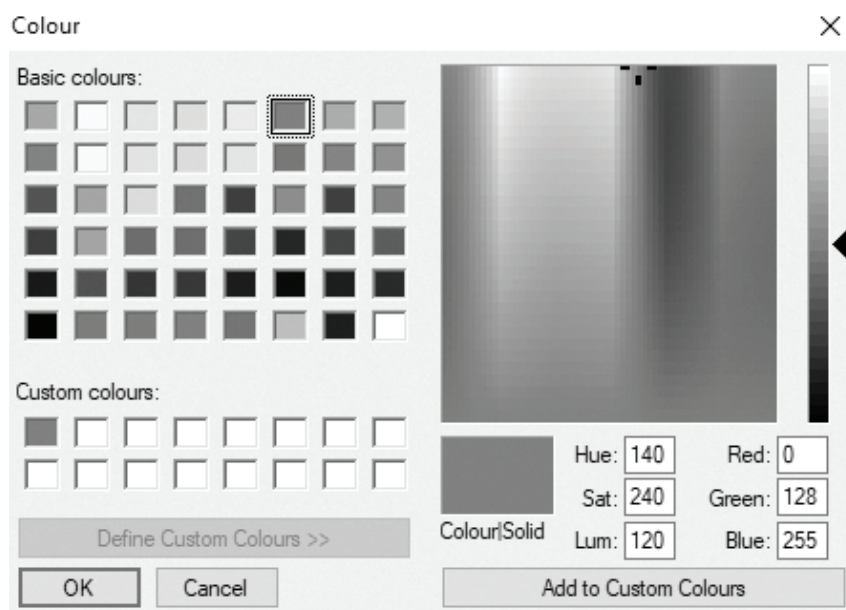 Colour
Basic colours:
Custom colours:
Define Custom Colours >>
OK
Cancel
Colour|Solid
Hue: 140
Sat: 240
Lum: 120
Red: 0
Green: 128
Blue: 255
Add to Custom Colours